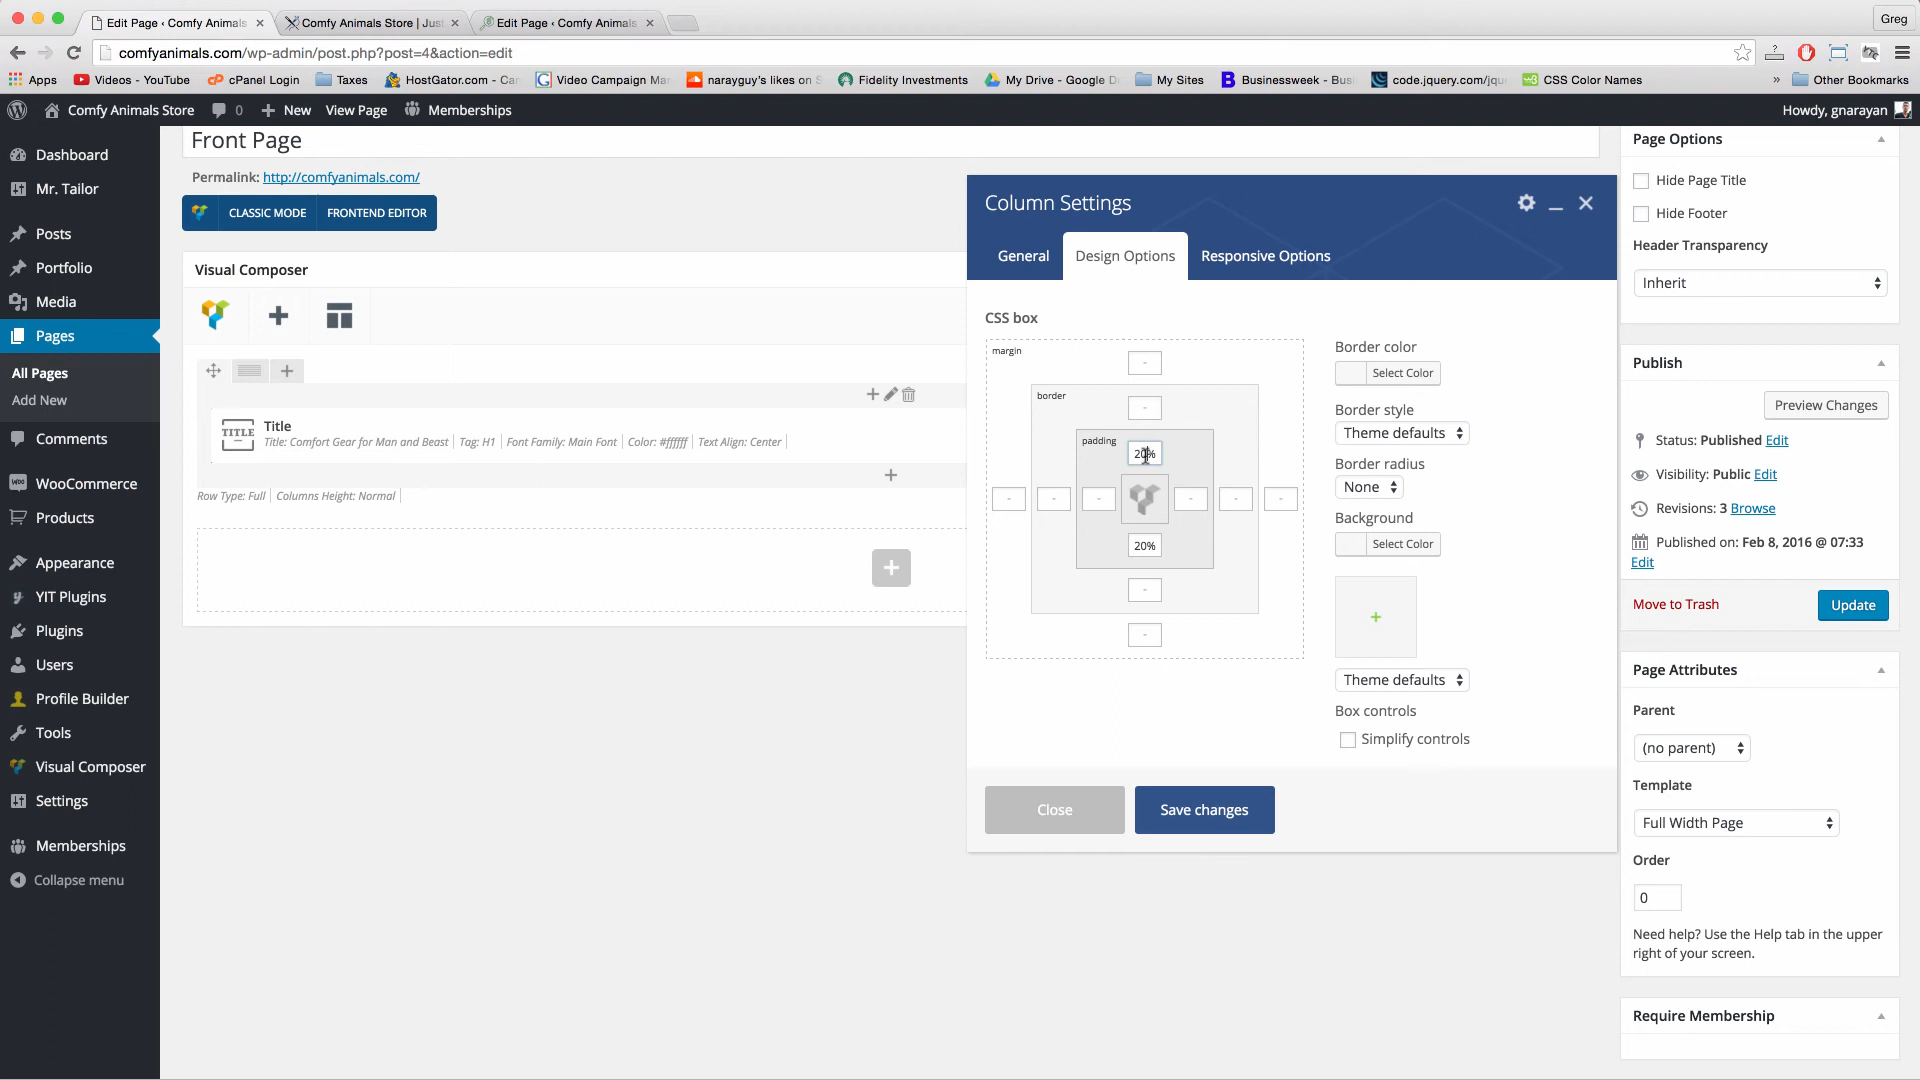 Edit Page ‹ Comfy Animals
Comfy Animals Store | Jus
Edit Page ‹ Comfy Animals
Greg
comfyanimals.com/wp-admin/post.php?post=4&action=edit
Apps
Videos - YouTube
cPanel Login
Taxes
HostGator.com - Ca
Video Campaign Ma
narayguy's likes on S
Fidelity Investments
My Drive - Google D
My Sites
Businessweek - Bus
code.jquery.com/jqu
CSS Color Names
»
Other Bookmarks
Comfy Animals Store
0
New
View Page
Memberships
Howdy, gnarayan
Dashboard
Mr. Tailor
Posts
Portfolio
Media
Pages
All Pages
Add New
Comments
WooCommerce
Products
Appearance
YIT Plugins
Plugins
Users
Profile Builder
Tools
Visual Composer
Settings
Memberships
Collapse menu
Front Page
Permalink: http://comfyanimals.com/
CLASSIC MODE
FRONTEND EDITOR
Visual Composer
TITLE
Title
Title: Comfort Gear for Man and Beast | Tag: H1 | Font Family: Main Font | Color: #ffffff | Text Align: Center |
Row Type: Full | Columns Height: Normal |
Column Settings
General
Design Options
Responsive Options
CSS box
margin
-
border
-
padding
20%
- - - - - -
20%
-
-
Border color
Select Color
Border style
Theme defaults
Border radius
None
Background
Select Color
+
Theme defaults
Box controls
Simplify controls
Close
Save changes
Page Options
Hide Page Title
Hide Footer
Header Transparency
Inherit
Publish
Preview Changes
Status: Published Edit
Visibility: Public Edit
Revisions: 3 Browse
Published on: Feb 8, 2016 @ 07:33
Edit
Move to Trash
Update
Page Attributes
Parent
(no parent)
Template
Full Width Page
Order
0
Need help? Use the Help tab in the upper
right of your screen.
Require Membership